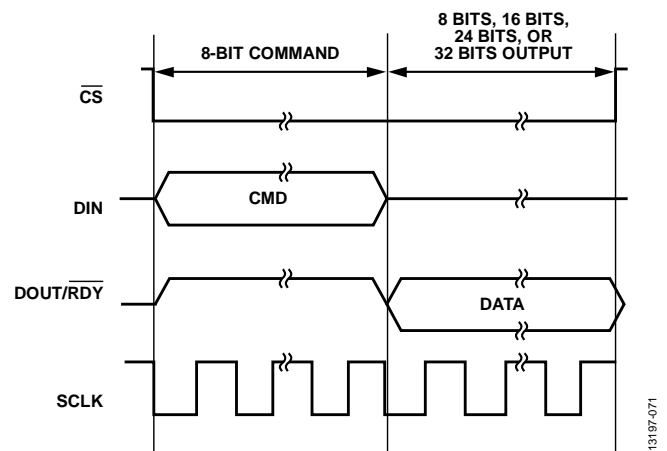 8 BITS, 16 BITS,
24 BITS, OR
32 BITS OUTPUT
8-BIT COMMAND
CS
DIN
CMD
DOUT/RDY
DATA
SCLK
13197-071